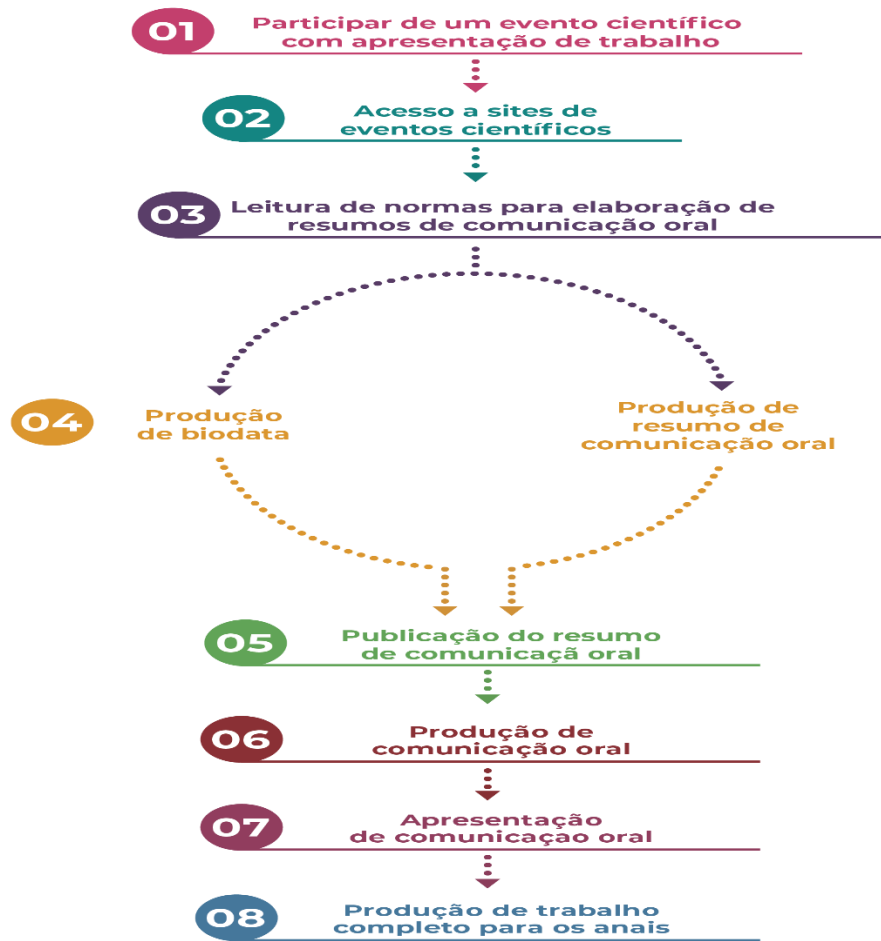 01
Participar de um evento científico
com apresentação de trabalho
02
Acesso a sites de
eventos científicos
03
Leitura de normas para elaboração de
resumos de comunicação oral
04
Produção
de biodata
Produção de
resumo de
comunicação oral
05
Publicação do resumo
de comunicaçã oral
06
Produção de
comunicação oral
07
Apresentação
de comunicação oral
08
Produção de trabalho
completo para os anais